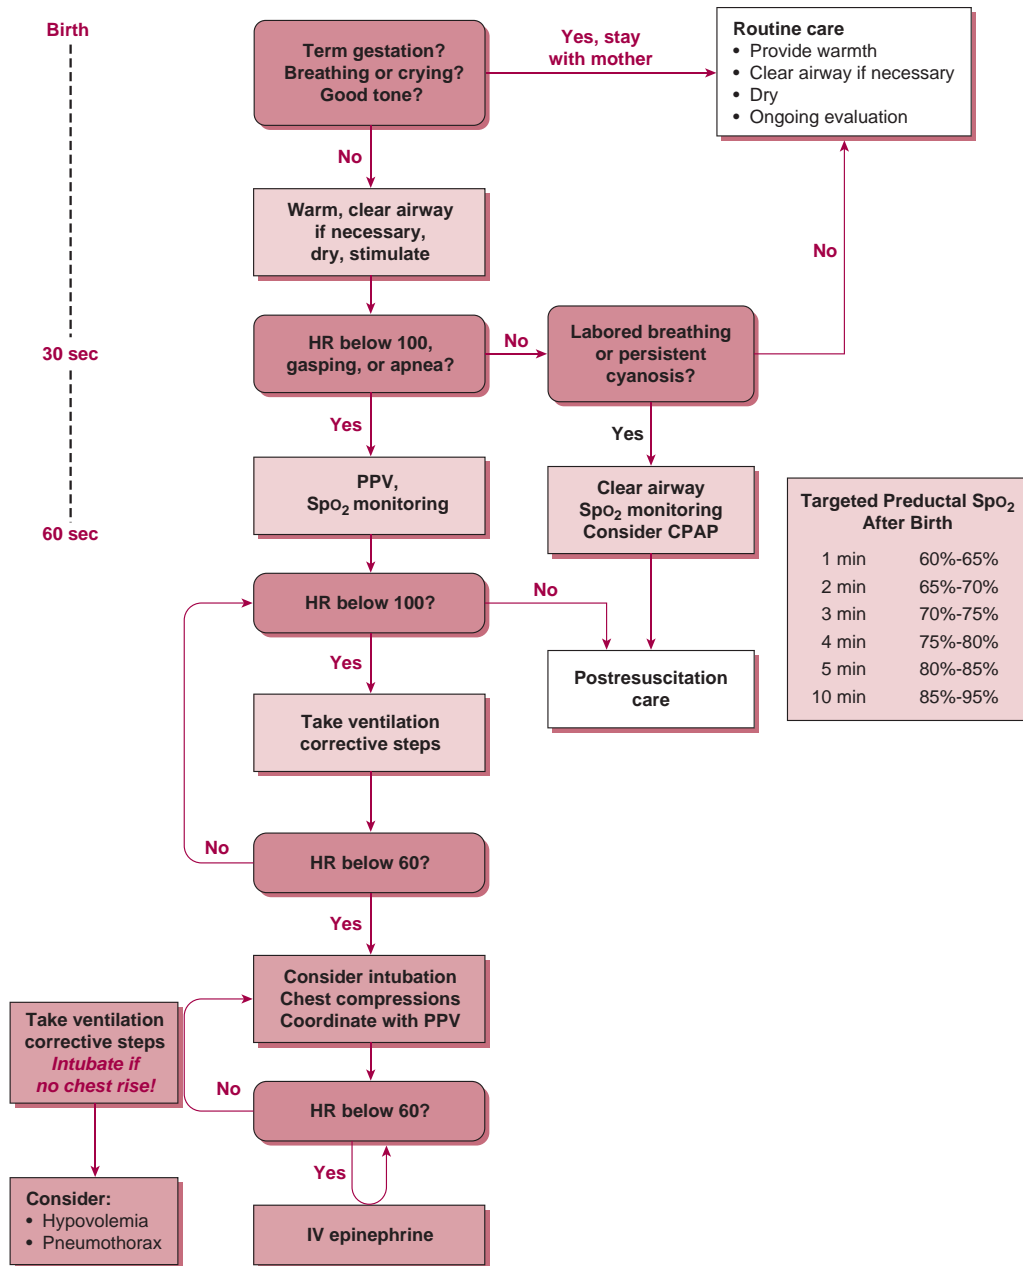 Birth
Term gestation?
Breathing or crying?
Good tone?
Yes, stay
with mother
Routine care
• Provide warmth
• Clear airway if necessary
• Dry
• Ongoing evaluation
No
Warm, clear airway
if necessary,
dry, stimulate
No
30 sec
HR below 100,
gasping, or apnea?
No
Labored breathing
or persistent
cyanosis?
Yes
Yes
PPV,
SpO₂ monitoring
Clear airway
SpO₂ monitoring
Consider CPAP
60 sec
Targeted Preductal SpO₂
After Birth
1 min 60%-65%
2 min 65%-70%
3 min 70%-75%
4 min 75%-80%
5 min 80%-85%
10 min 85%-95%
HR below 100?
No
Yes
Postresuscitation
care
Take ventilation
corrective steps
HR below 60?
No
Yes
Consider intubation
Chest compressions
Coordinate with PPV
Take ventilation
corrective steps
Intubate if
no chest rise!
No
HR below 60?
Yes
Consider:
• Hypovolemia
• Pneumothorax
IV epinephrine